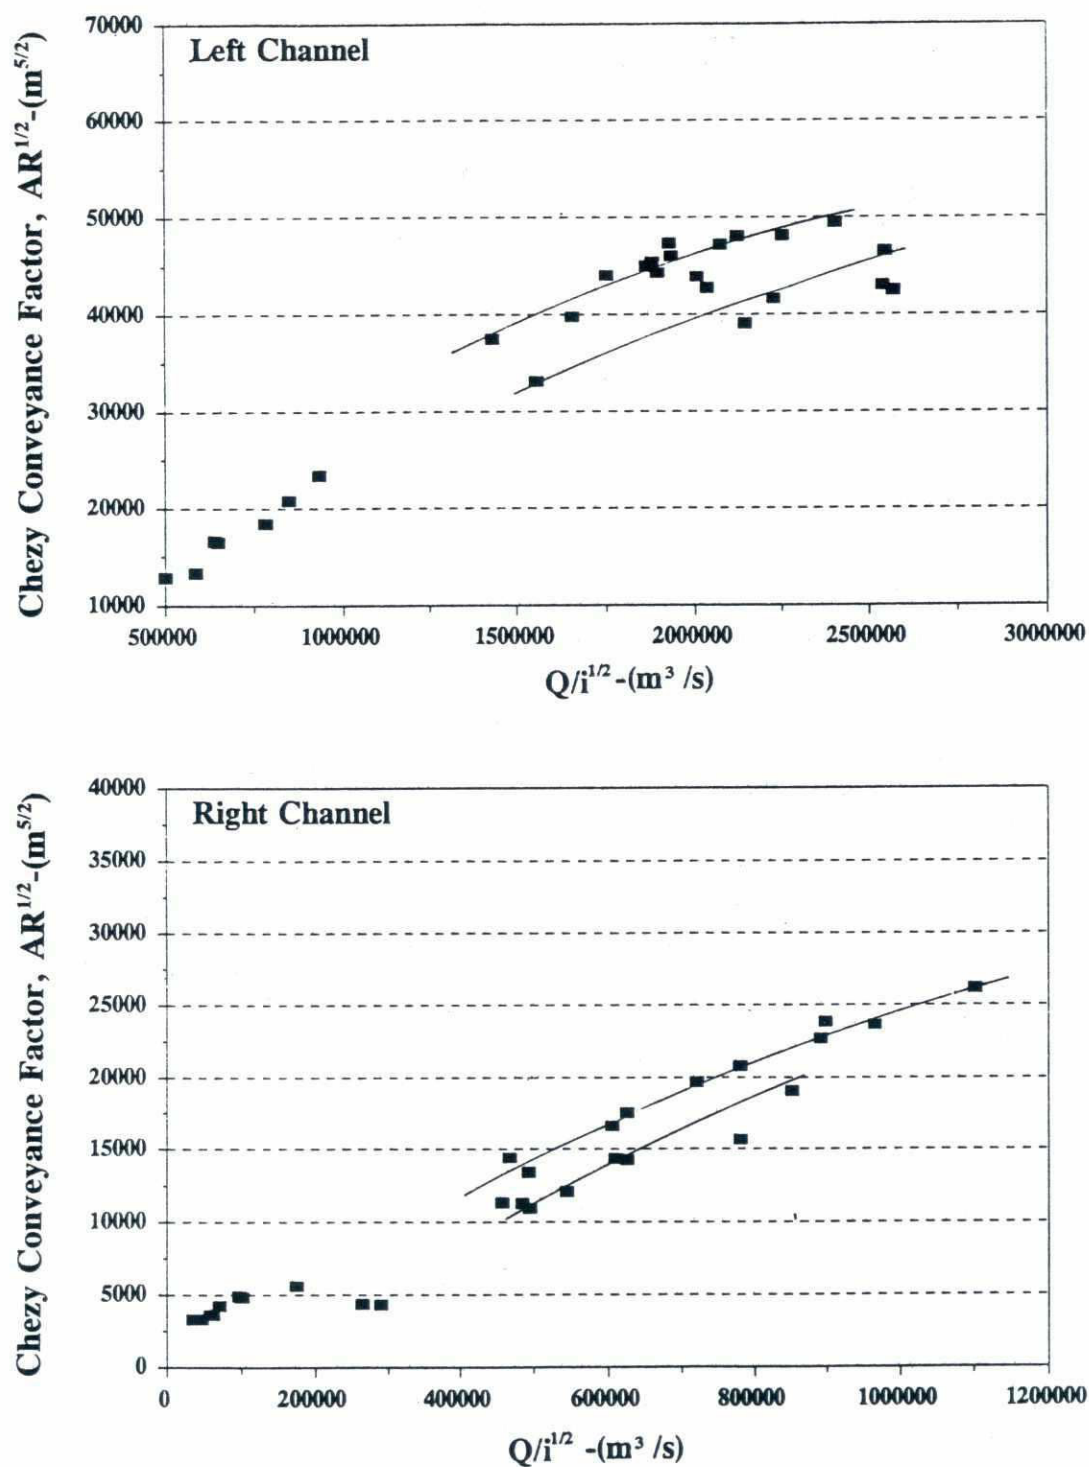 Left Channel
Chezy Conveyance Factor, AR^1/2-(m^5/2)
70000
60000
50000
40000
30000
20000
10000
500000 1000000 1500000 2000000 2500000 3000000
Q/i^1/2 -(m³ /s)
Right Channel
Chezy Conveyance Factor, AR^1/2-(m^5/2)
40000
35000
30000
25000
20000
15000
10000
5000
0
0 200000 400000 600000 800000 1000000 1200000
Q/i^1/2 -(m³ /s)